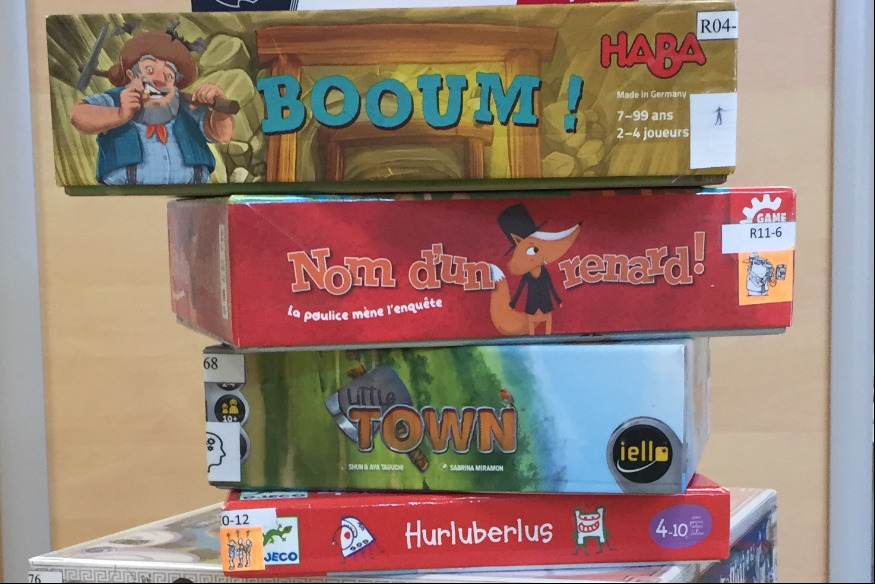 R04-
HABA
BOOUM !
Made in Germany
7–99 ans
2–4 joueurs
GAME
R11-6
Nom d'un renard!
La poulice mène l'enquête
68
10+
LITTLE
TOWN
SHUN & AYA TAGUCHI
SABRINA MIRAMON
iello
DJECO
0-12
JECO
Hurluberlus
4-10
76